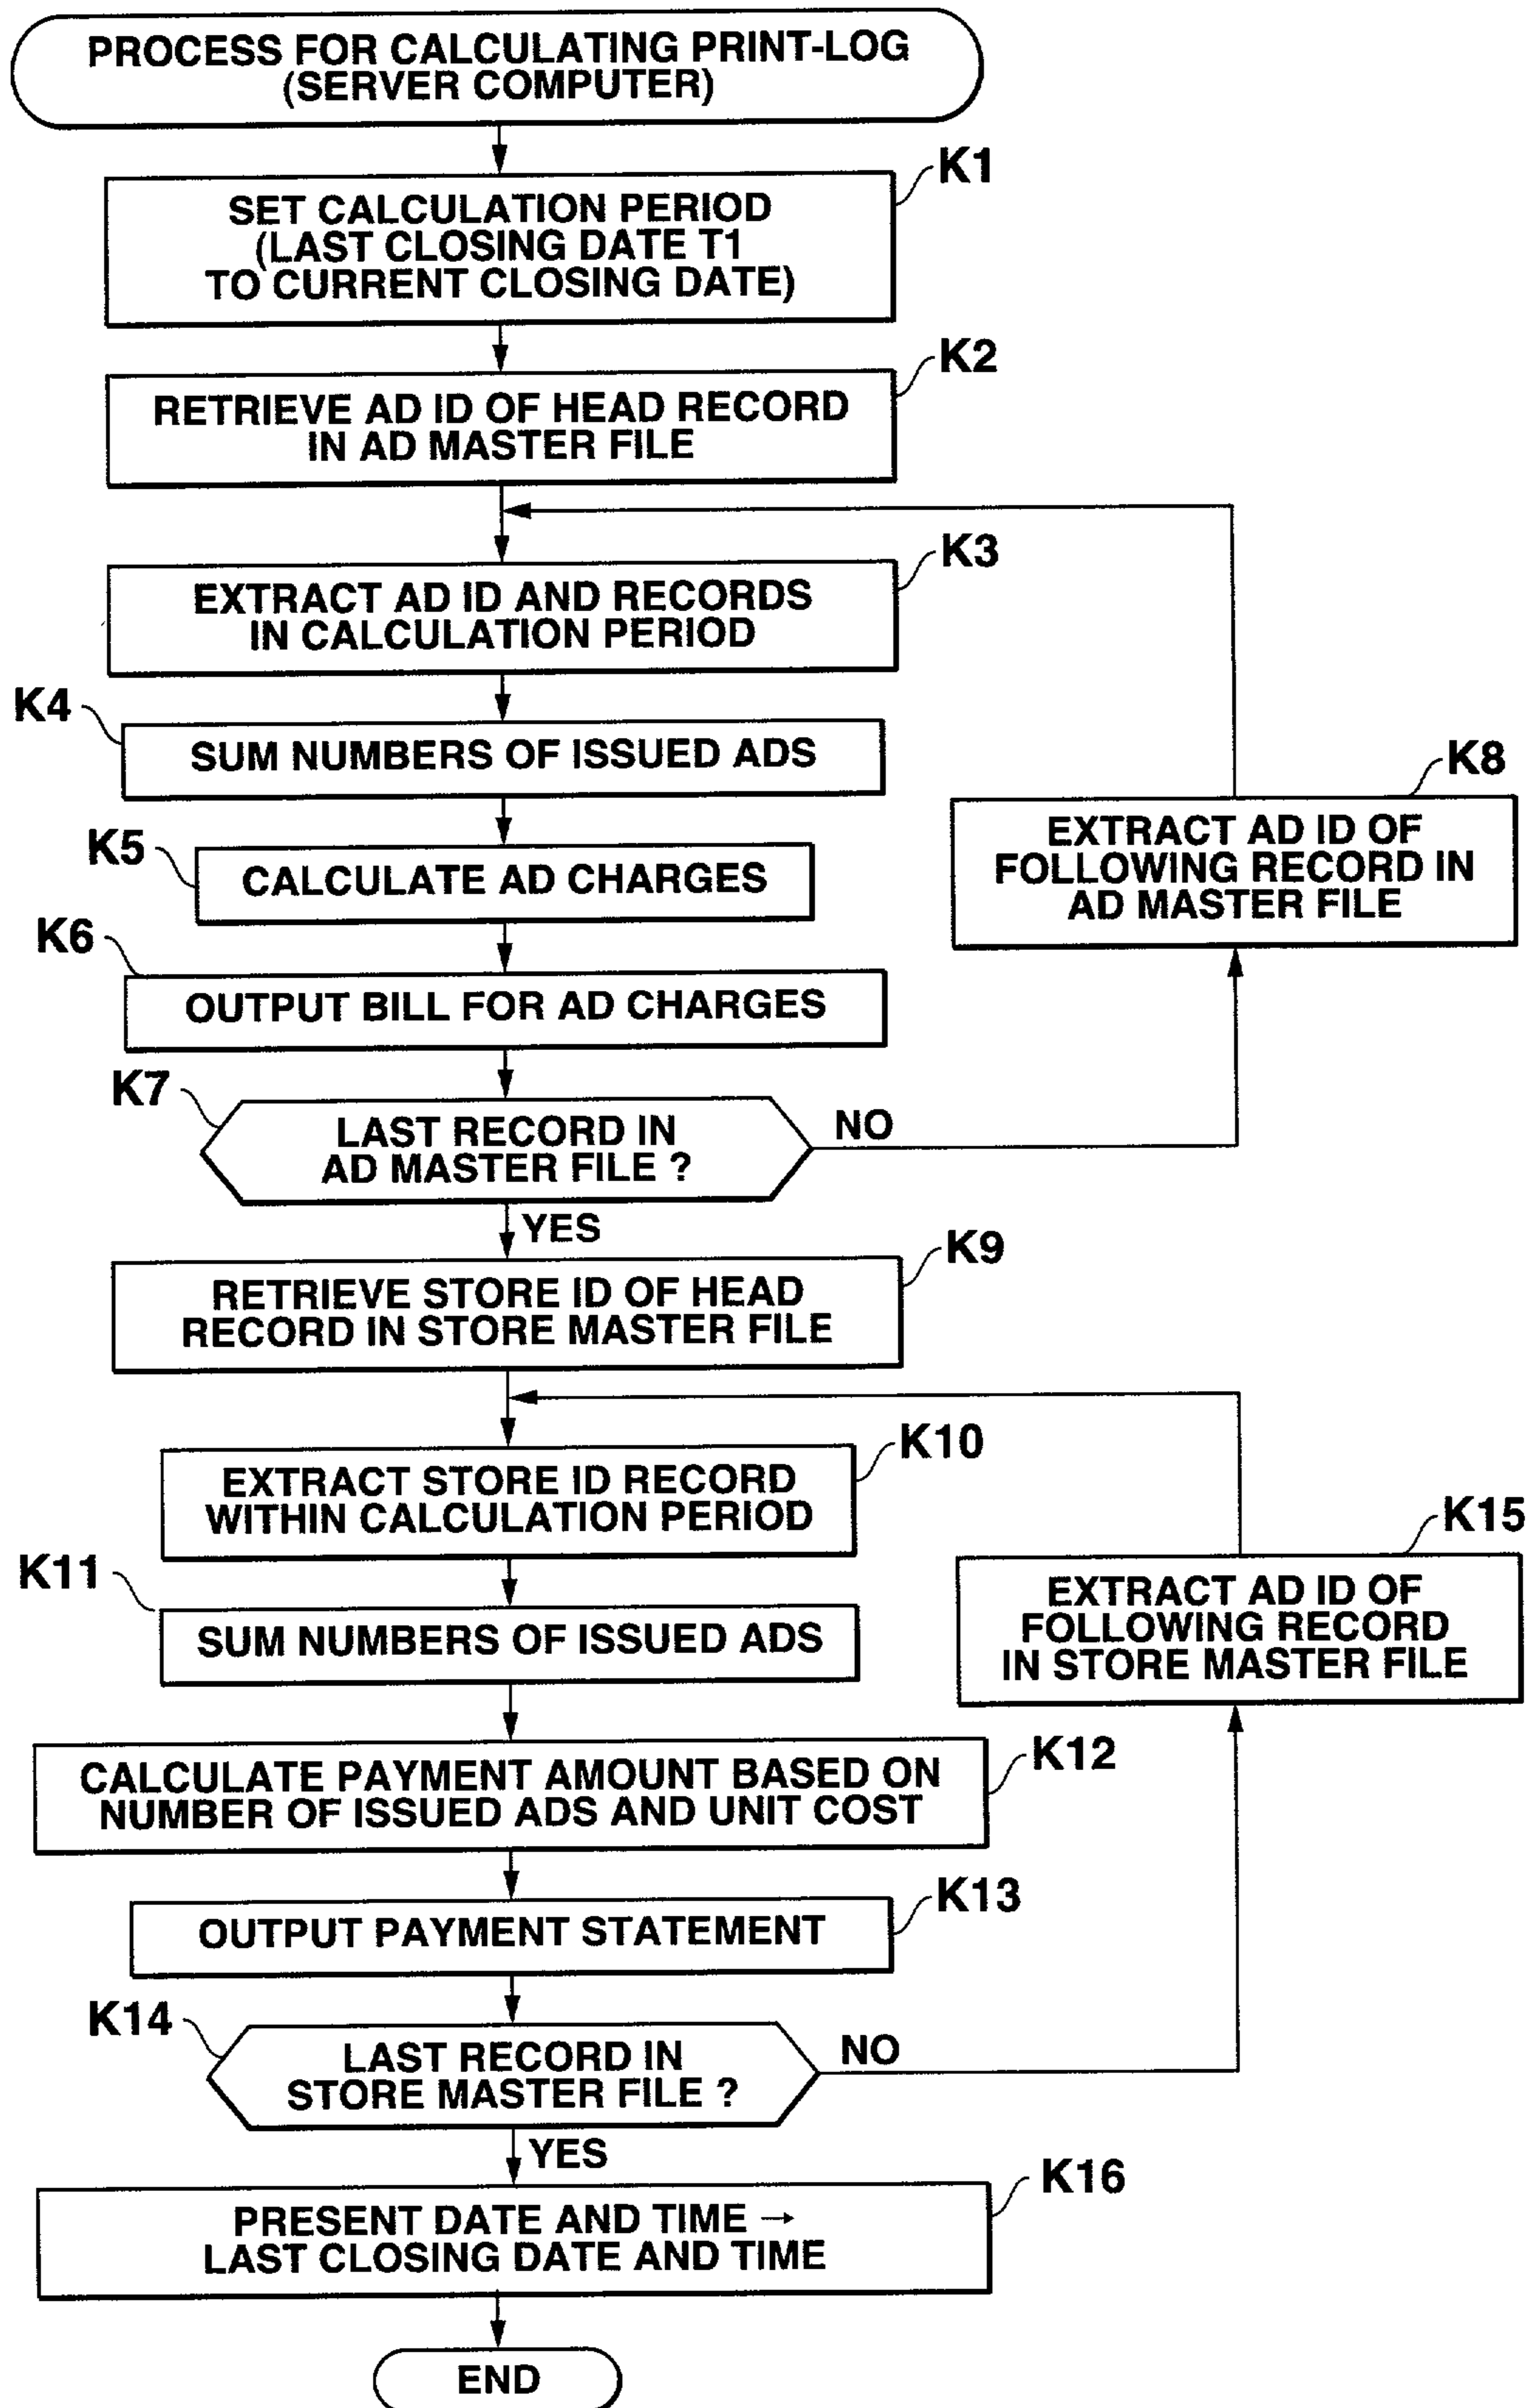 PROCESS FOR CALCULATING PRINT-LOG
(SERVER COMPUTER)
K1
SET CALCULATION PERIOD
(LAST CLOSING DATE T1
TO CURRENT CLOSING DATE)
K2
RETRIEVE AD ID OF HEAD RECORD
IN AD MASTER FILE
K3
EXTRACT AD ID AND RECORDS
IN CALCULATION PERIOD
K4
SUM NUMBERS OF ISSUED ADS
K5
CALCULATE AD CHARGES
K6
OUTPUT BILL FOR AD CHARGES
K7
LAST RECORD IN
AD MASTER FILE ?
NO
K8
EXTRACT AD ID OF
FOLLOWING RECORD IN
AD MASTER FILE
YES
K9
RETRIEVE STORE ID OF HEAD
RECORD IN STORE MASTER FILE
K10
EXTRACT STORE ID RECORD
WITHIN CALCULATION PERIOD
K11
SUM NUMBERS OF ISSUED ADS
K12
CALCULATE PAYMENT AMOUNT BASED ON
NUMBER OF ISSUED ADS AND UNIT COST
K13
OUTPUT PAYMENT STATEMENT
K14
LAST RECORD IN
STORE MASTER FILE ?
NO
K15
EXTRACT AD ID OF
FOLLOWING RECORD
IN STORE MASTER FILE
YES
K16
PRESENT DATE AND TIME →
LAST CLOSING DATE AND TIME
END